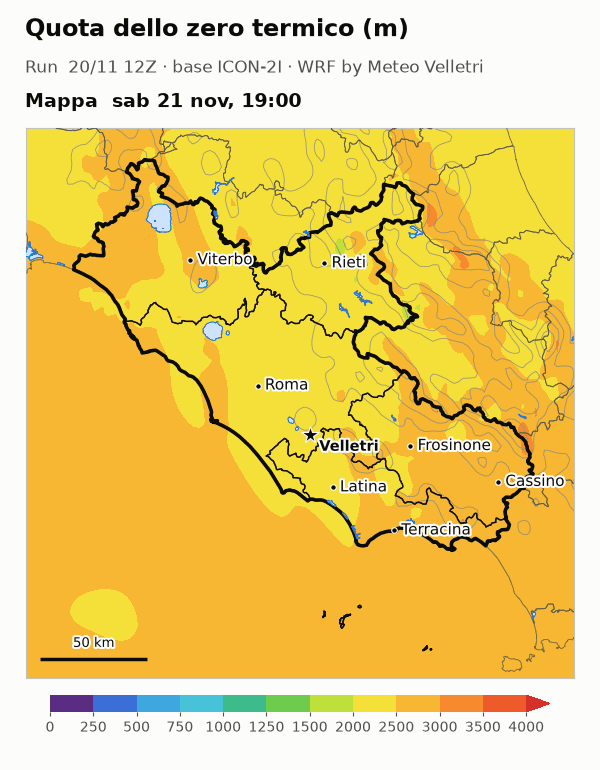 Quota dello zero termico (m)
Run  20/11 12Z · base ICON-2I · WRF by Meteo Velletri
Mappa  sab 21 nov, 19:00
Viterbo
Rieti
Roma
Velletri
Frosinone
Latina
Cassino
Terracina
50 km
0 250 500 750 1000 1250 1500 2000 2500 3000 3500 4000